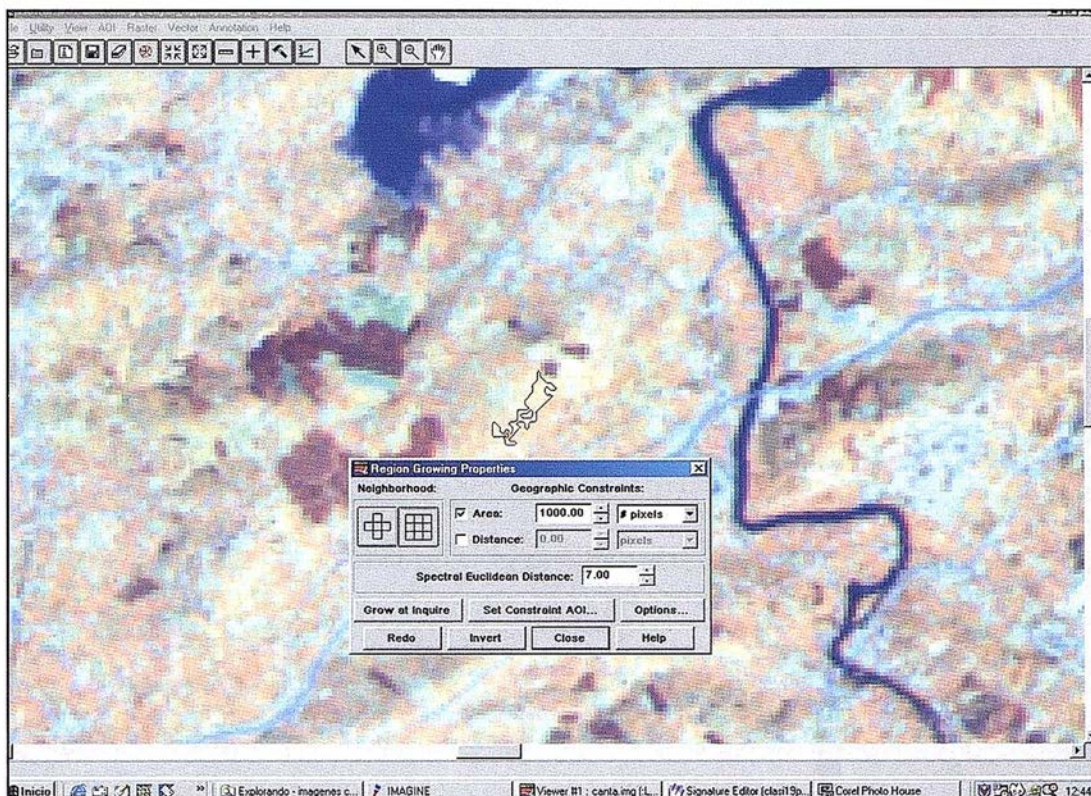 Utility View AOI Raster Vector Annotation Help
Region Growing Properties
Neighborhood:
Geographic Constraints:
Area: 1000.00 # pixels
Distance: 0.00 pixels
Spectral Euclidean Distance: 7.00
Grow at Inquire Set Constraint AOI... Options...
Redo Invert Close Help
Inicio » Explorando - imagenes c... IMAGINE Viewer #1 : canta.img (:L... Signature Editor (clasi19p... Corel Photo House